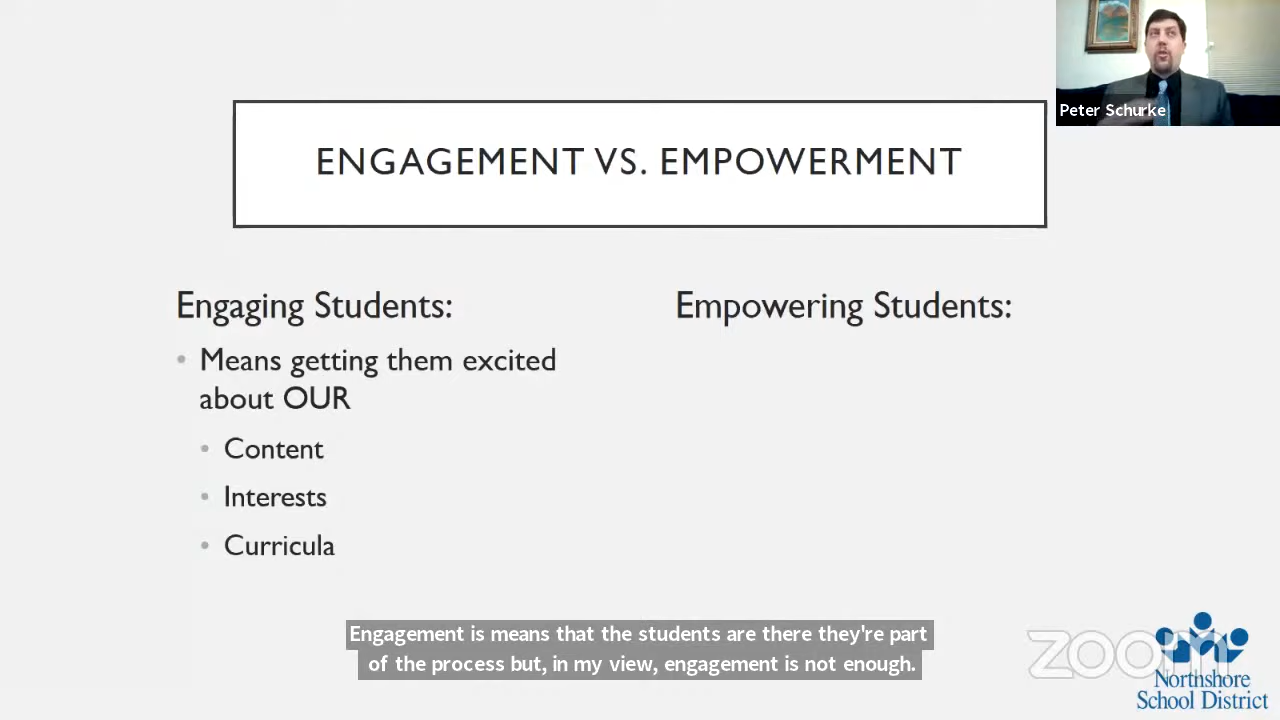 Peter Schurke
ENGAGEMENT VS. EMPOWERMENT
Engaging Students:
• Means getting them excited
about OUR
• Content
• Interests
• Curricula
Empowering Students:
Engagement is means that the students are there they're part
of the process but, in my view, engagement is not enough.
zoom
Northshore
School District